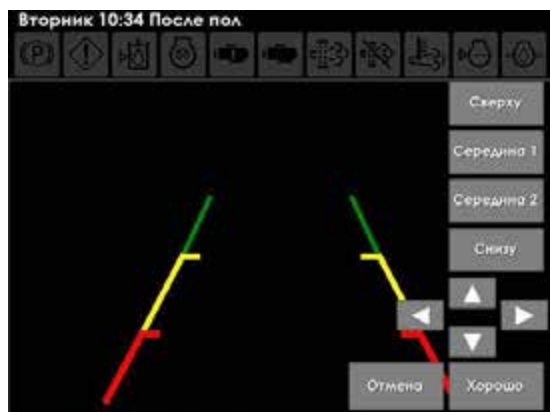 Вторник 10:34 После пол
Сверху
Середина 1
Середина 2
Снизу
Отмена
Хорошо